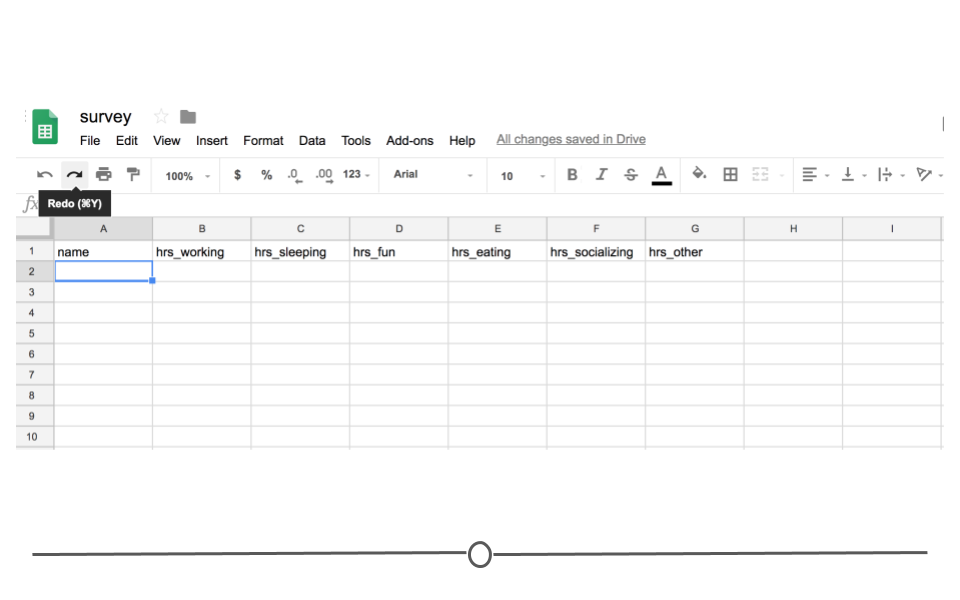 survey
File Edit View Insert Format Data Tools Add-ons Help All changes saved in Drive
100% $ % .0 .00 123 Arial 10 B I S A
fx Redo (⌘Y)
A B C D E F G H I
1 name hrs_working hrs_sleeping hrs_fun hrs_eating hrs_socializing hrs_other
2
3
4
5
6
7
8
9
10